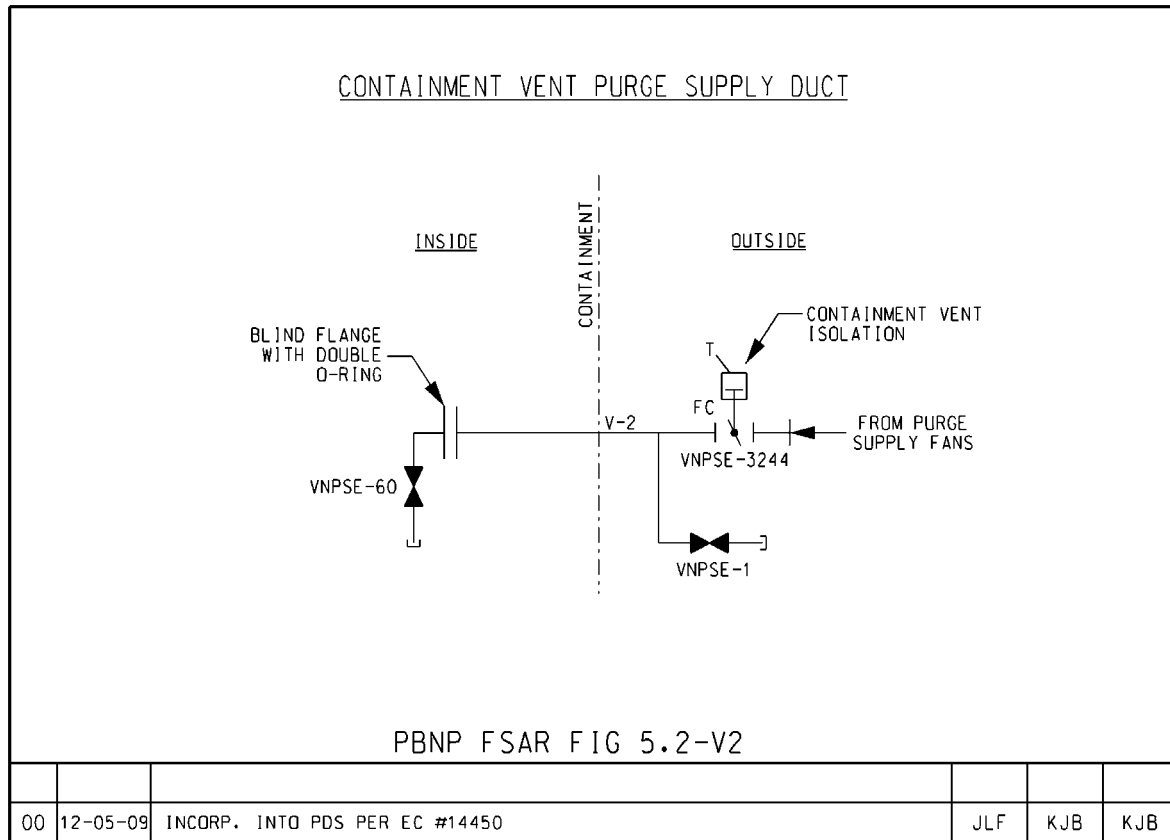 CONTAINMENT VENT PURGE SUPPLY DUCT
INSIDE
CONTAINMENT
OUTSIDE
BLIND FLANGE
WITH DOUBLE
O-RING
CONTAINMENT VENT
ISOLATION
T
FC
V-2
VNPSE-3244
FROM PURGE
SUPPLY FANS
VNPSE-60
VNPSE-1
PBNP FSAR FIG 5.2-V2
00 12-05-09 INCORP. INTO PDS PER EC #14450 JLF KJB KJB